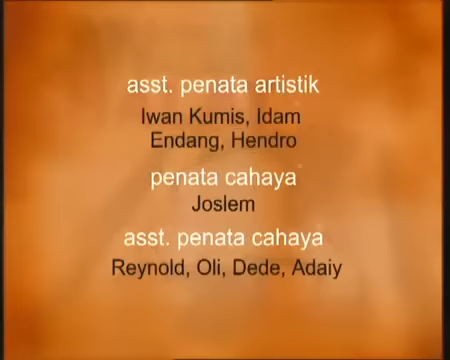 asst. penata artistik
Iwan Kumis, Idam
Endang, Hendro
penata cahaya
Joslem
asst. penata cahaya
Reynold, Oli, Dede, Adaiy